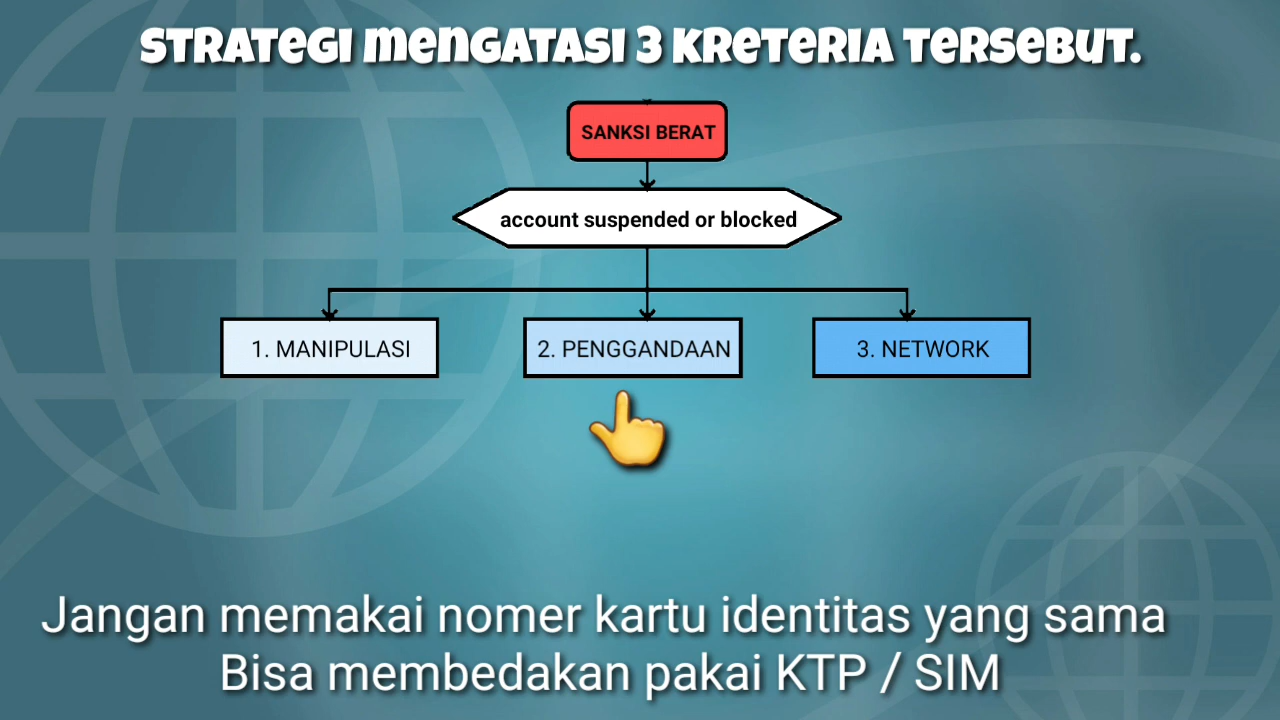 STRATEGI MENGATASI 3 KRETERIA TERSEBUT.
SANKSI BERAT
account suspended or blocked
1. MANIPULASI
2. PENGGANDAAN
3. NETWORK
Jangan memakai nomer kartu identitas yang sama
Bisa membedakan pakai KTP / SIM